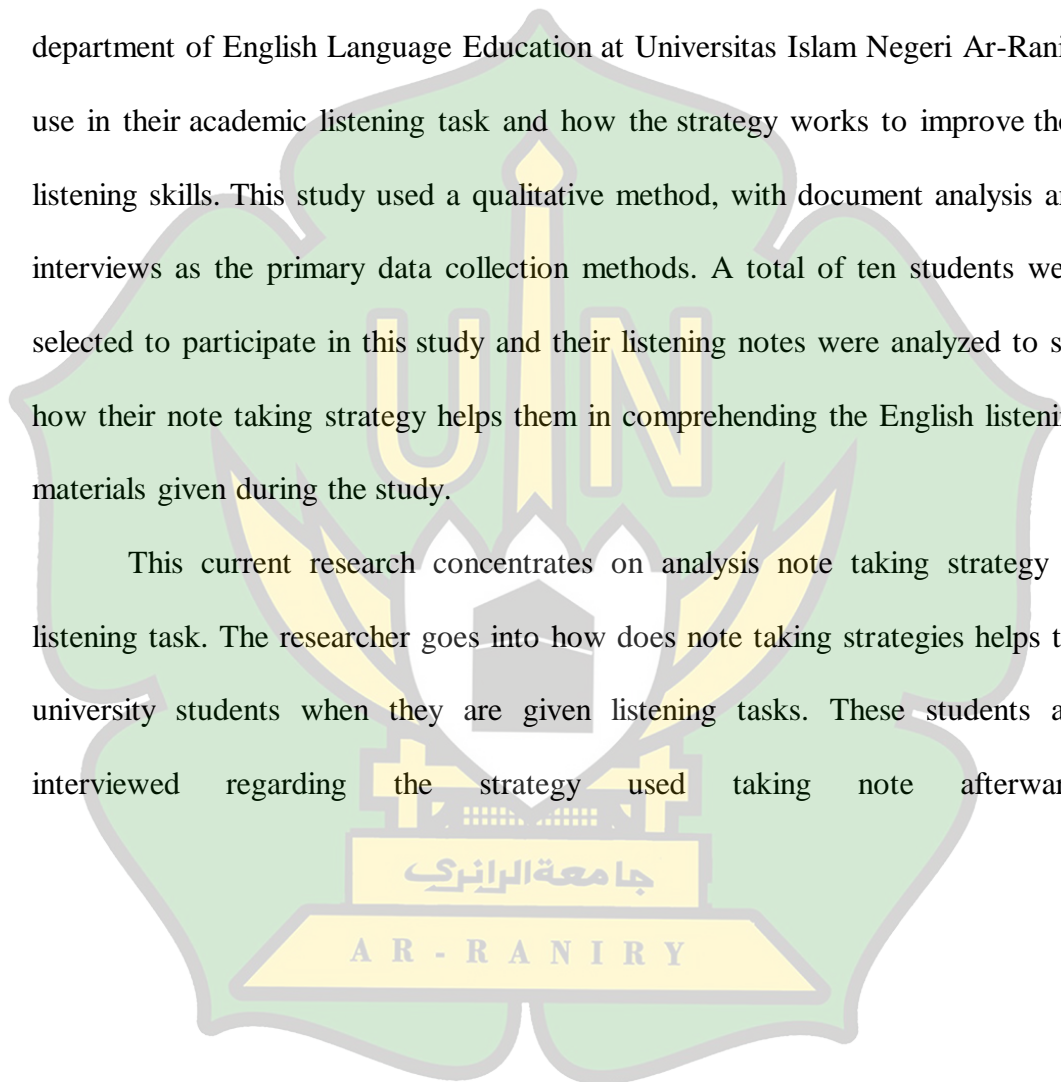 department of English Language Education at Universitas Islam Negeri Ar-Rani
use in their academic listening task and how the strategy works to improve the
listening skills. This study used a qualitative method, with document analysis a
interviews as the primary data collection methods. A total of ten students we
selected to participate in this study and their listening notes were analyzed to s
how their note taking strategy helps them in comprehending the English listeni
materials given during the study.
This current research concentrates on analysis note taking strategy
listening task. The researcher goes into how does note taking strategies helps t
university students when they are given listening tasks. These students a
interviewed regarding the strategy used taking note afterwar
UIN
جامعةالرانري
AR-RANIRY